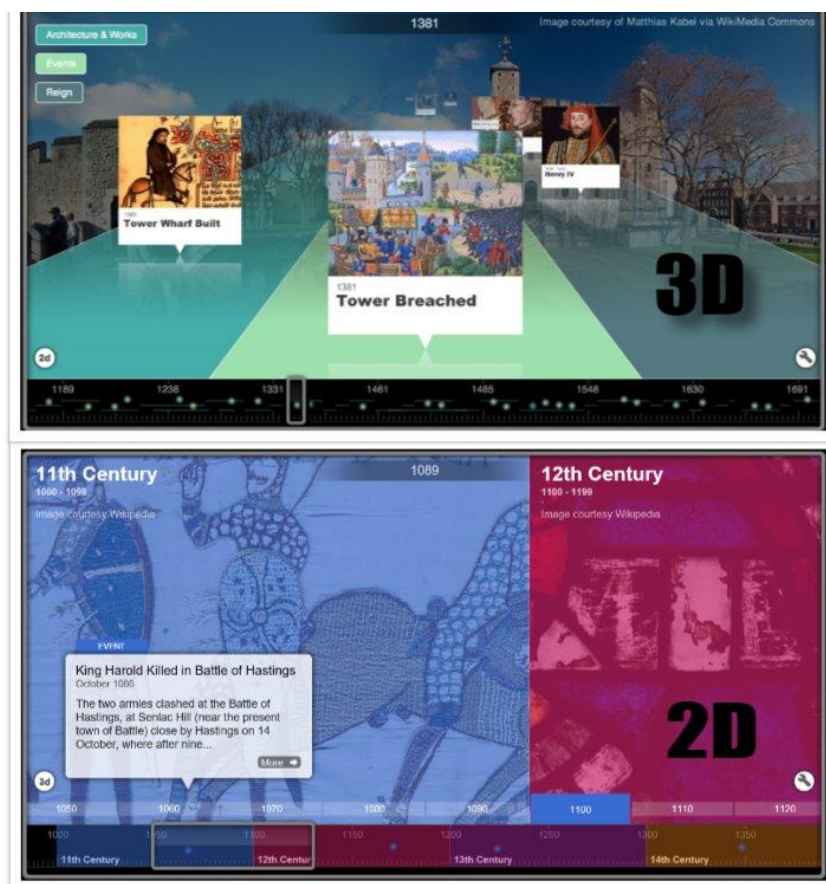 1381
Image courtesy of Matthias Kabel via WikiMedia Commons
Architecture & Works
Events
Reign
1381
Tower Wharf Built
Henry IV
1381
Tower Breached
3D
2d
1189 1238 1331 1461 1485 1548 1630 1691
11th Century
1000 - 1099
Image courtesy Wikipedia
1089
12th Century
1100 - 1199
Image courtesy Wikipedia
EVENT
King Harold Killed in Battle of Hastings
October 1066
The two armies clashed at the Battle of
Hastings, at Senlac Hill (near the present
town of Battle) close by Hastings on 14
October, where after nine...
More
2D
3d
1050 1060 1070 1080 1090 1100 1110 1120
1000 1050 1100 1150 1200 1250 1300 1350
11th Century 12th Centur 13th Century 14th Century